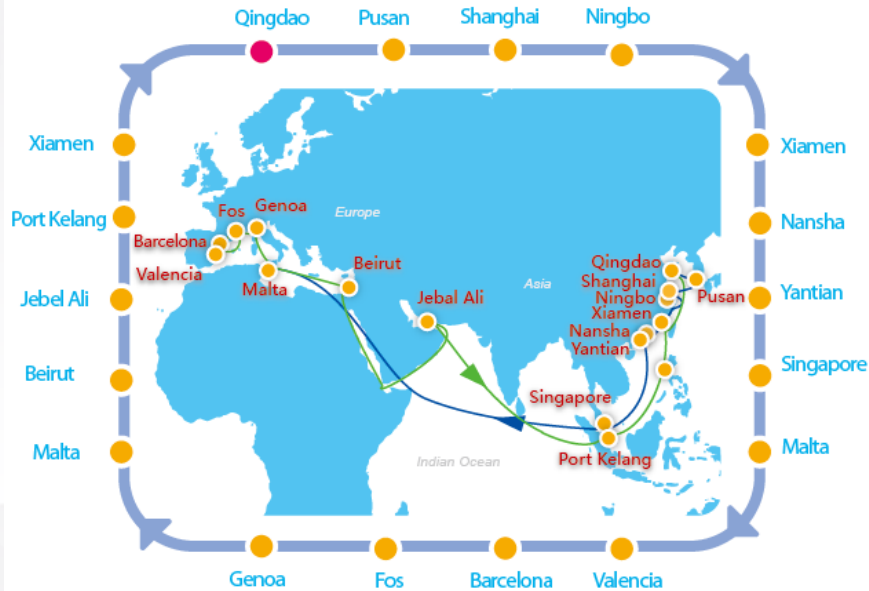 Qingdao
Pusan
Shanghai
Ningbo
Xiamen
Xiamen
Port Kelang
Nansha
Jebel Ali
Yantian
Beirut
Singapore
Malta
Malta
Genoa
Fos
Barcelona
Valencia
Europe
Asia
Indian Ocean
Fos
Genoa
Barcelona
Valencia
Malta
Beirut
Jebal Ali
Qingdao
Shanghai
Ningbo
Pusan
Xiamen
Nansha
Yantian
Singapore
Port Kelang